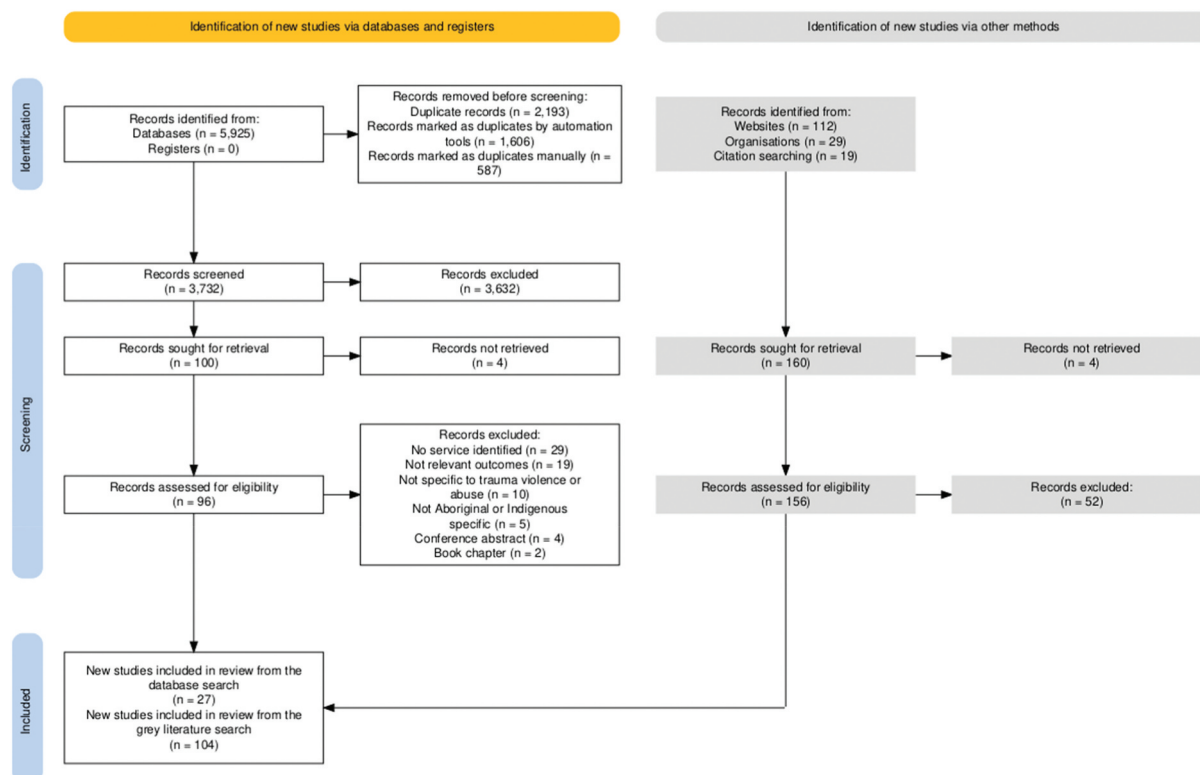 Identification of new studies via databases and registers
Identification of new studies via other methods
Identification
Records identified from:
Databases (n = 5,925)
Registers (n = 0)
Records removed before screening:
Duplicate records (n = 2,193)
Records marked as duplicates by automation
tools (n = 1,606)
Records marked as duplicates manually (n =
587)
Records identified from:
Websites (n = 112)
Organisations (n = 29)
Citation searching (n = 19)
Screening
Records screened
(n = 3,732)
Records excluded
(n = 3,632)
Records sought for retrieval
(n = 100)
Records not retrieved
(n = 4)
Records sought for retrieval
(n = 160)
Records not retrieved
(n = 4)
Records assessed for eligibility
(n = 96)
Records excluded:
No service identified (n = 29)
Not relevant outcomes (n = 19)
Not specific to trauma violence or
abuse (n = 10)
Not Aboriginal or Indigenous
specific (n = 5)
Conference abstract (n = 4)
Book chapter (n = 2)
Records assessed for eligibility
(n = 156)
Records excluded:
(n = 52)
Included
New studies included in review from the
database search
(n = 27)
New studies included in review from the
grey literature search
(n = 104)